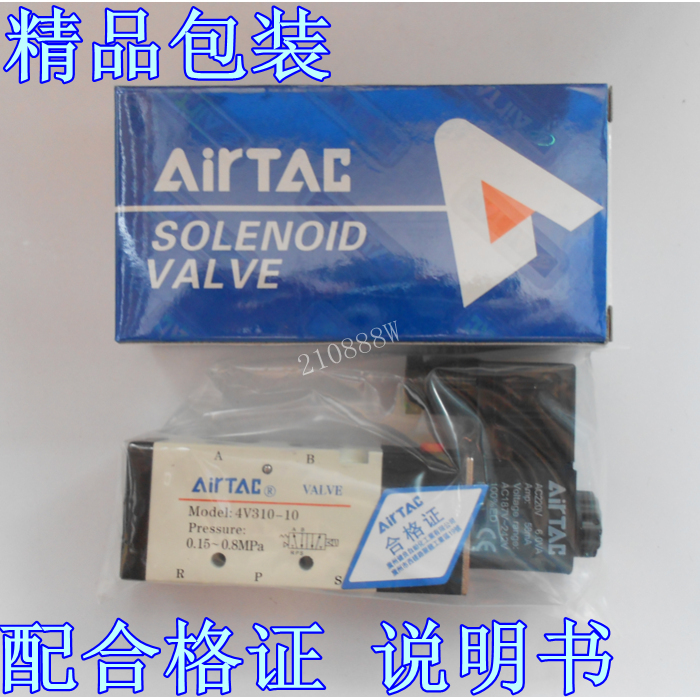 精品包装
AirTAC
SOLENOID
VALVE
210888W
A B
AirTAC® VALVE
Model: 4V310-10
Pressure:
0.15~0.8MPa
R P S
AirTAC
合格证
AirTAC
AC220V
配合格证 说明书